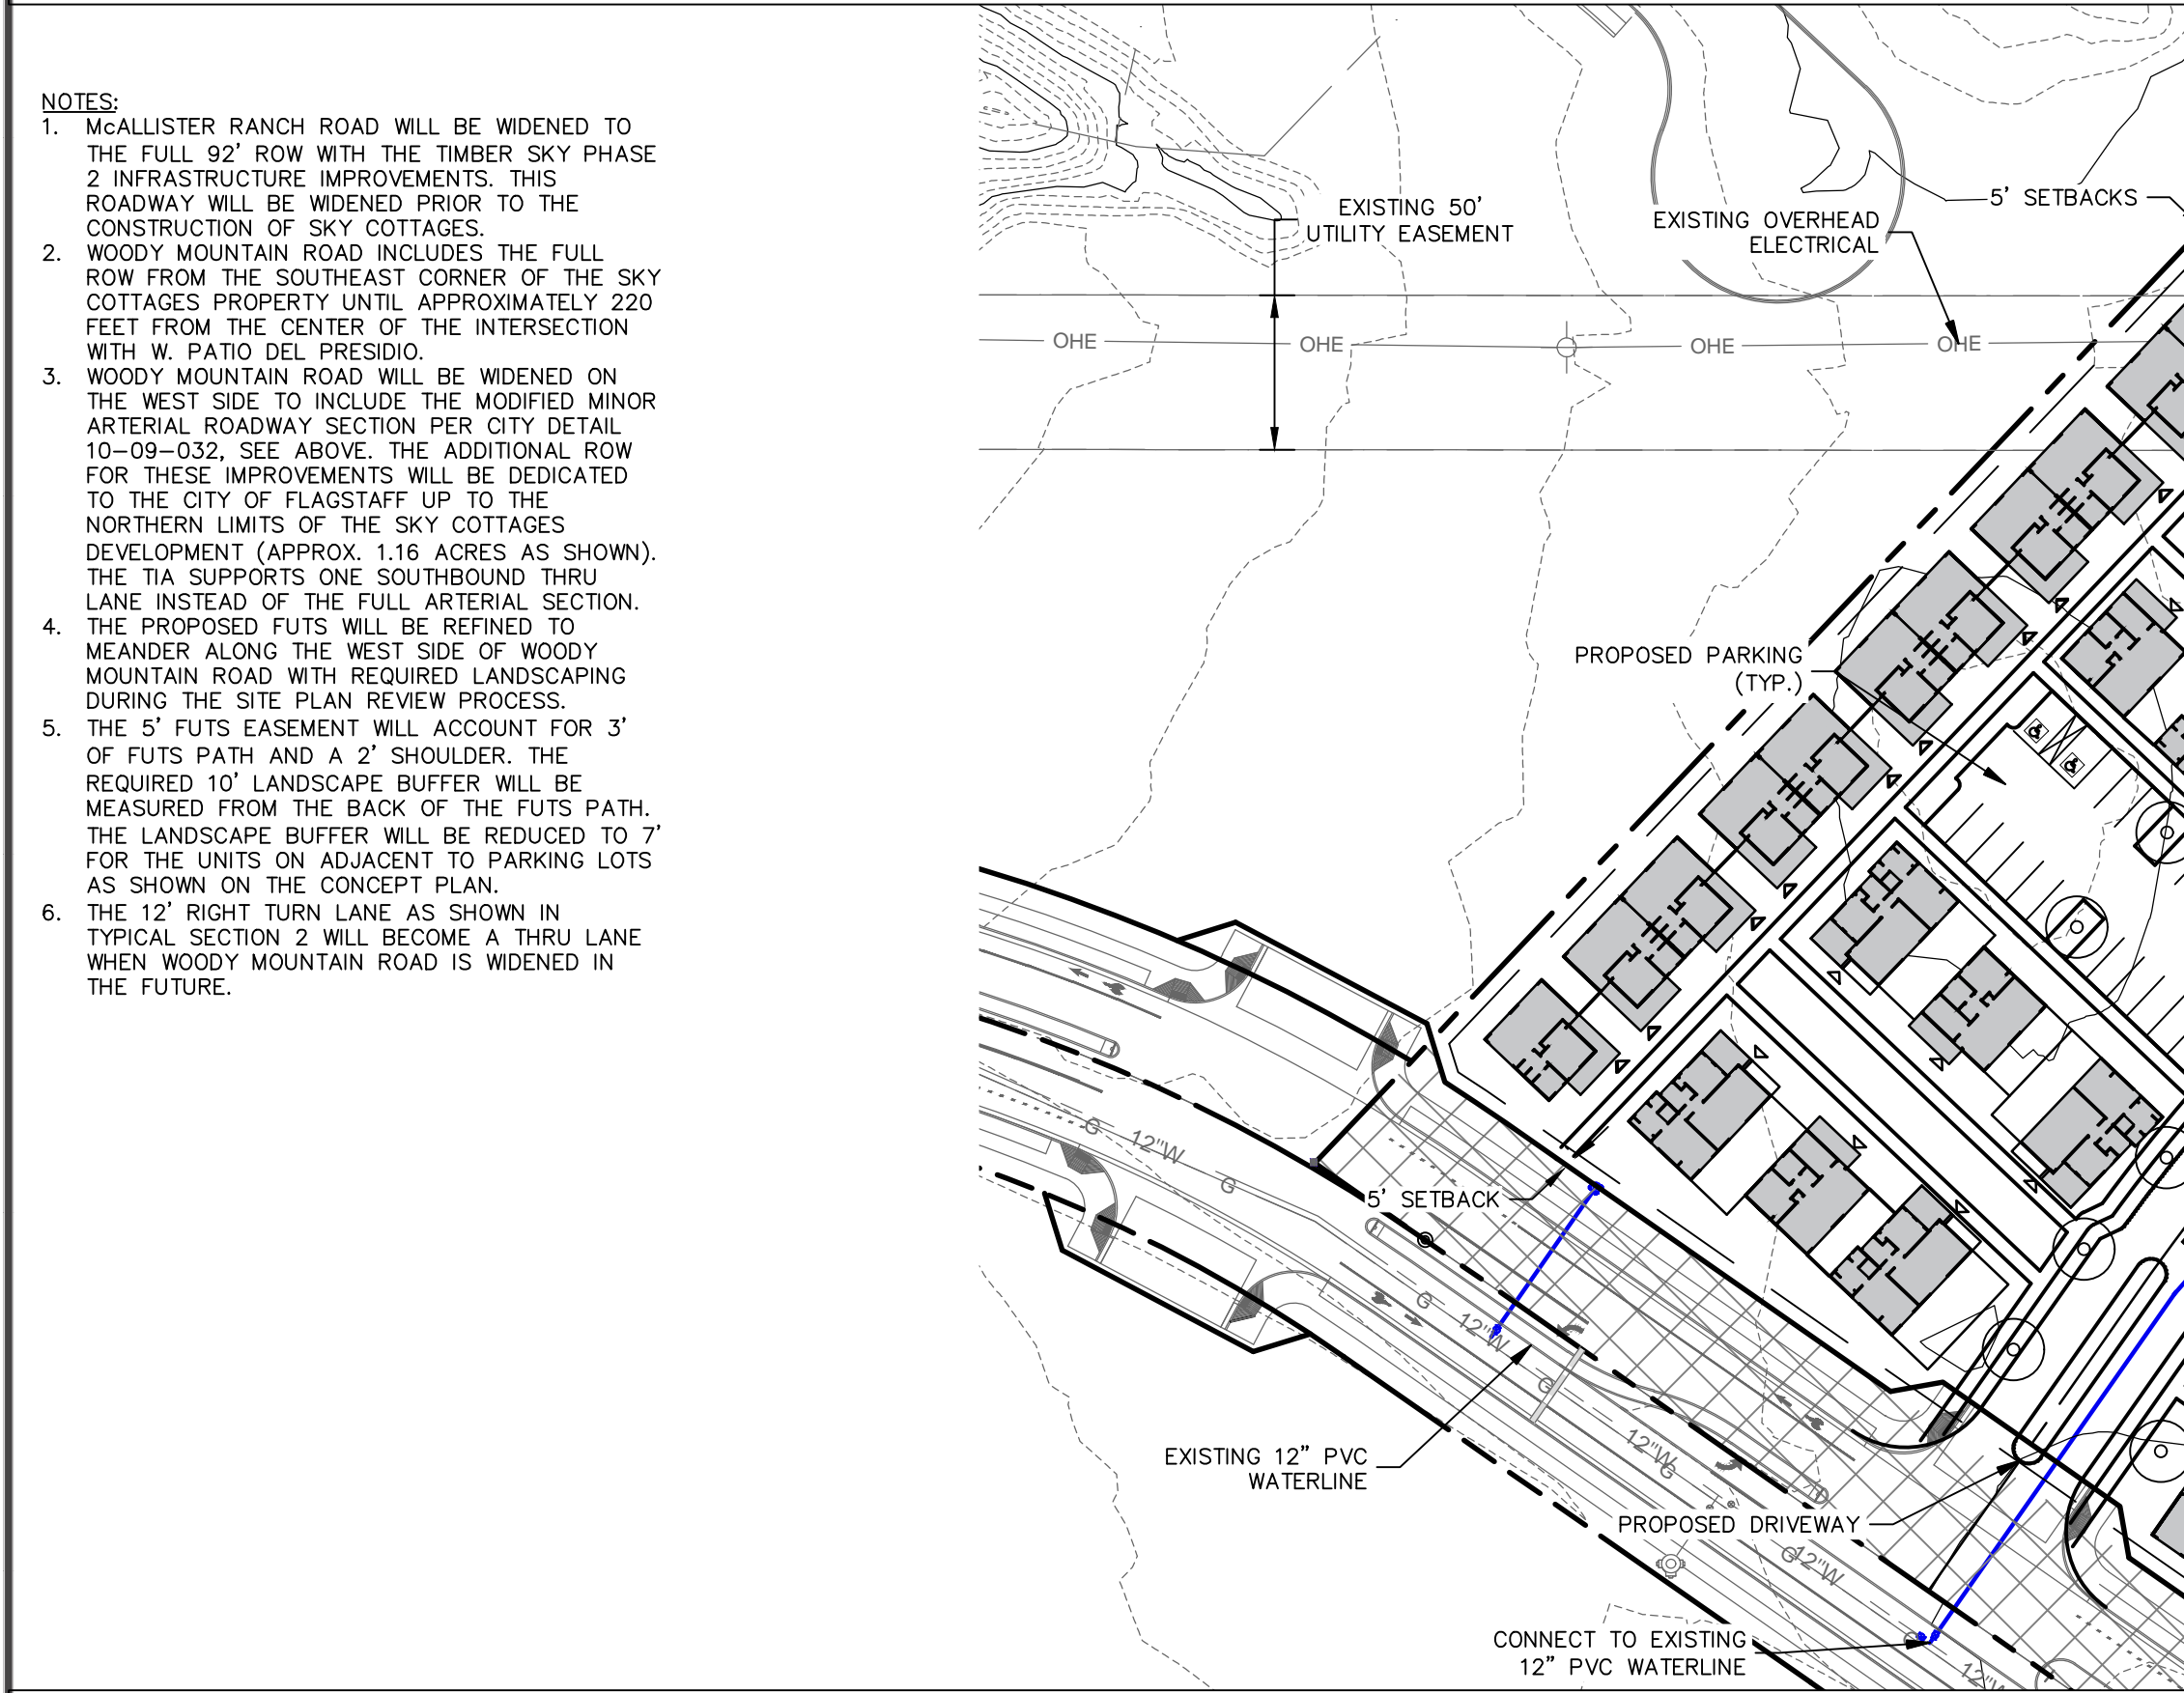 NOTES:
1. McALLISTER RANCH ROAD WILL BE WIDENED TO
THE FULL 92' ROW WITH THE TIMBER SKY PHASE
2 INFRASTRUCTURE IMPROVEMENTS. THIS
ROADWAY WILL BE WIDENED PRIOR TO THE
CONSTRUCTION OF SKY COTTAGES.
2. WOODY MOUNTAIN ROAD INCLUDES THE FULL
ROW FROM THE SOUTHEAST CORNER OF THE SKY
COTTAGES PROPERTY UNTIL APPROXIMATELY 220
FEET FROM THE CENTER OF THE INTERSECTION
WITH W. PATIO DEL PRESIDIO.
3. WOODY MOUNTAIN ROAD WILL BE WIDENED ON
THE WEST SIDE TO INCLUDE THE MODIFIED MINOR
ARTERIAL ROADWAY SECTION PER CITY DETAIL
10-09-032, SEE ABOVE. THE ADDITIONAL ROW
FOR THESE IMPROVEMENTS WILL BE DEDICATED
TO THE CITY OF FLAGSTAFF UP TO THE
NORTHERN LIMITS OF THE SKY COTTAGES
DEVELOPMENT (APPROX. 1.16 ACRES AS SHOWN).
THE TIA SUPPORTS ONE SOUTHBOUND THRU
LANE INSTEAD OF THE FULL ARTERIAL SECTION.
4. THE PROPOSED FUTS WILL BE REFINED TO
MEANDER ALONG THE WEST SIDE OF WOODY
MOUNTAIN ROAD WITH REQUIRED LANDSCAPING
DURING THE SITE PLAN REVIEW PROCESS.
5. THE 5' FUTS EASEMENT WILL ACCOUNT FOR 3'
OF FUTS PATH AND A 2' SHOULDER. THE
REQUIRED 10' LANDSCAPE BUFFER WILL BE
MEASURED FROM THE BACK OF THE FUTS PATH.
THE LANDSCAPE BUFFER WILL BE REDUCED TO 7'
FOR THE UNITS ON ADJACENT TO PARKING LOTS
AS SHOWN ON THE CONCEPT PLAN.
6. THE 12' RIGHT TURN LANE AS SHOWN IN
TYPICAL SECTION 2 WILL BECOME A THRU LANE
WHEN WOODY MOUNTAIN ROAD IS WIDENED IN
THE FUTURE.
EXISTING 50'
UTILITY EASEMENT
EXISTING OVERHEAD
ELECTRICAL
5' SETBACKS
OHE
OHE
OHE
OHE
PROPOSED PARKING
(TYP.)
G
12"W
G
5' SETBACK
G
12"W
G
EXISTING 12" PVC
WATERLINE
12"W
G
PROPOSED DRIVEWAY
G
12"W
G
CONNECT TO EXISTING
12" PVC WATERLINE
12"W